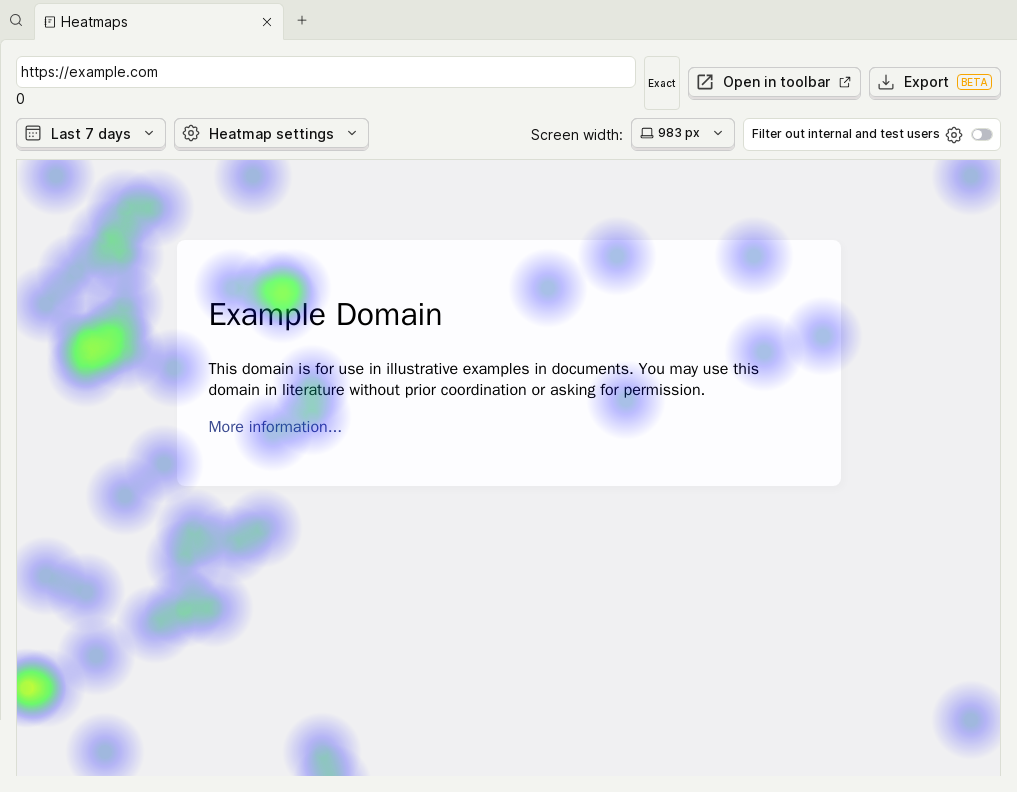 Heatmaps
https://example.com
Exact
Open in toolbar
Export BETA
0
Last 7 days
Heatmap settings
Screen width:
983 px
Filter out internal and test users
Example Domain
This domain is for use in illustrative examples in documents. You may use this
domain in literature without prior coordination or asking for permission.
More information...